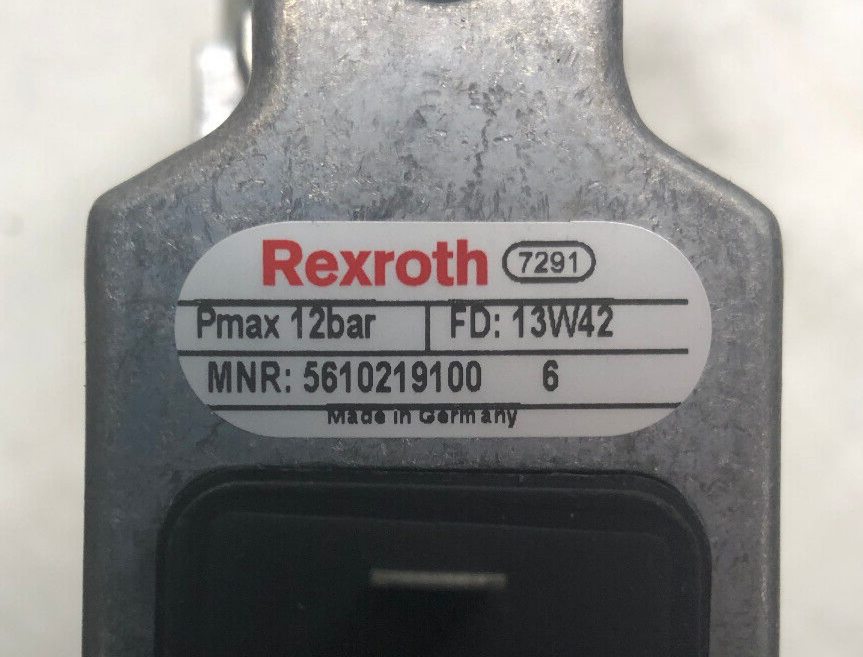 Rexroth 7291
Pmax 12bar FD: 13W42
MNR: 5610219100 6
Made in Germany